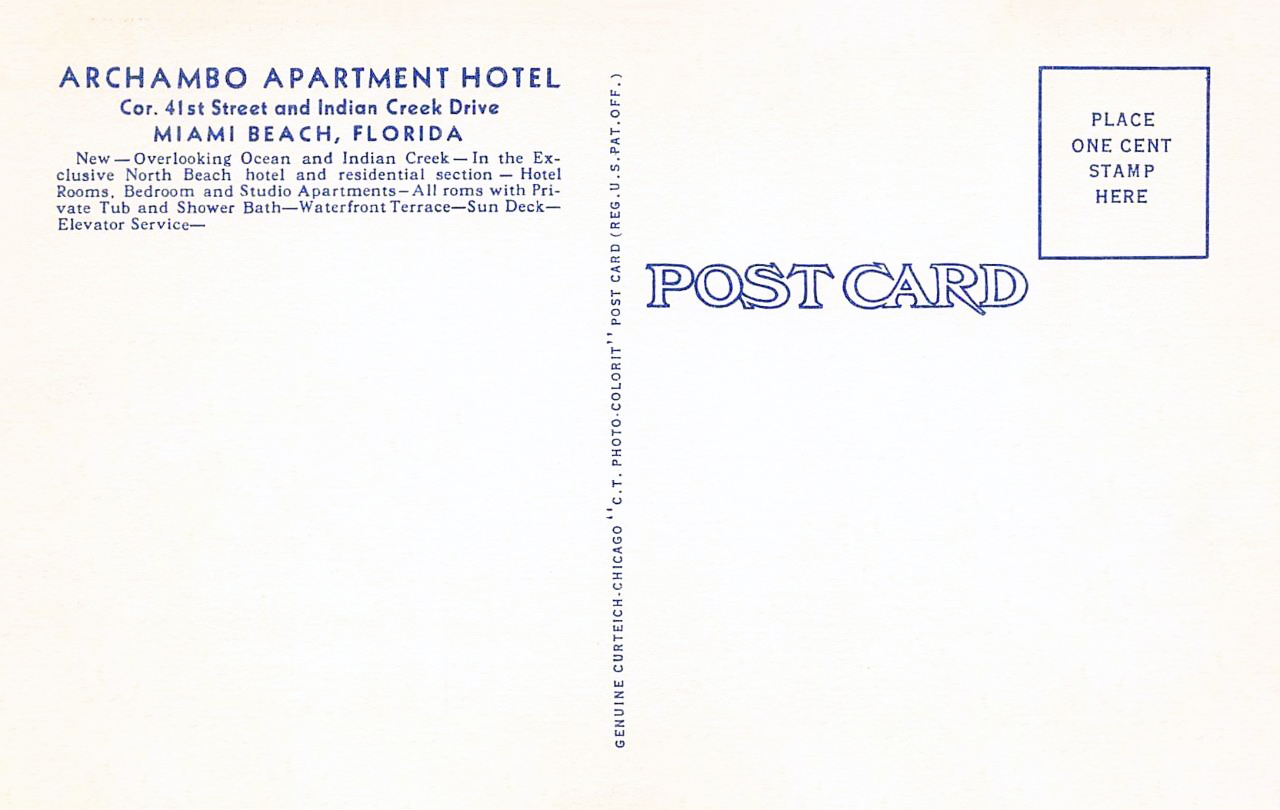 ARCHAMBO APARTMENT HOTEL
Cor. 41st Street and Indian Creek Drive
MIAMI BEACH, FLORIDA
New—Overlooking Ocean and Indian Creek—In the Ex-
clusive North Beach hotel and residential section — Hotel
Rooms, Bedroom and Studio Apartments—All roms with Pri-
vate Tub and Shower Bath—Waterfront Terrace—Sun Deck—
Elevator Service—
GENUINE CURTEICH-CHICAGO "C.T. PHOTO-COLORIT" POST CARD (REG. U.S. PAT. OFF.)
POST CARD
PLACE
ONE CENT
STAMP
HERE